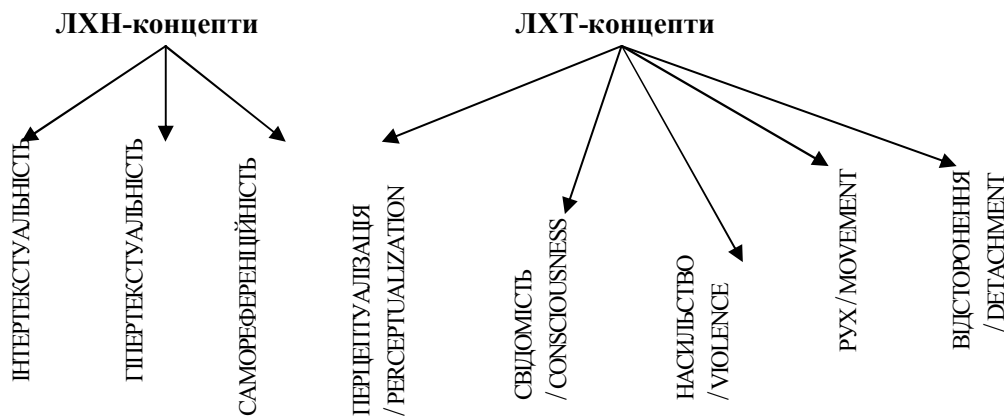 ЛХН-концепти
ЛХТ-концепти
ІНТЕРТЕКСТУАЛЬНІСТЬ
ГІПЕРТЕКСТУАЛЬНІСТЬ
САМОРЕФЕРЕНЦІЙНІСТЬ
ПЕРЦЕПТУАЛІЗАЦІЯ
/ PERCEPTUALIZATION
СВІДОМІСТЬ
/ CONSCIOUSNESS
НАСИЛЬСТВО
/ VIOLENCE
РУХ / MOVEMENT
ВІДСТОРОНЕННЯ
/ DETACHMENT